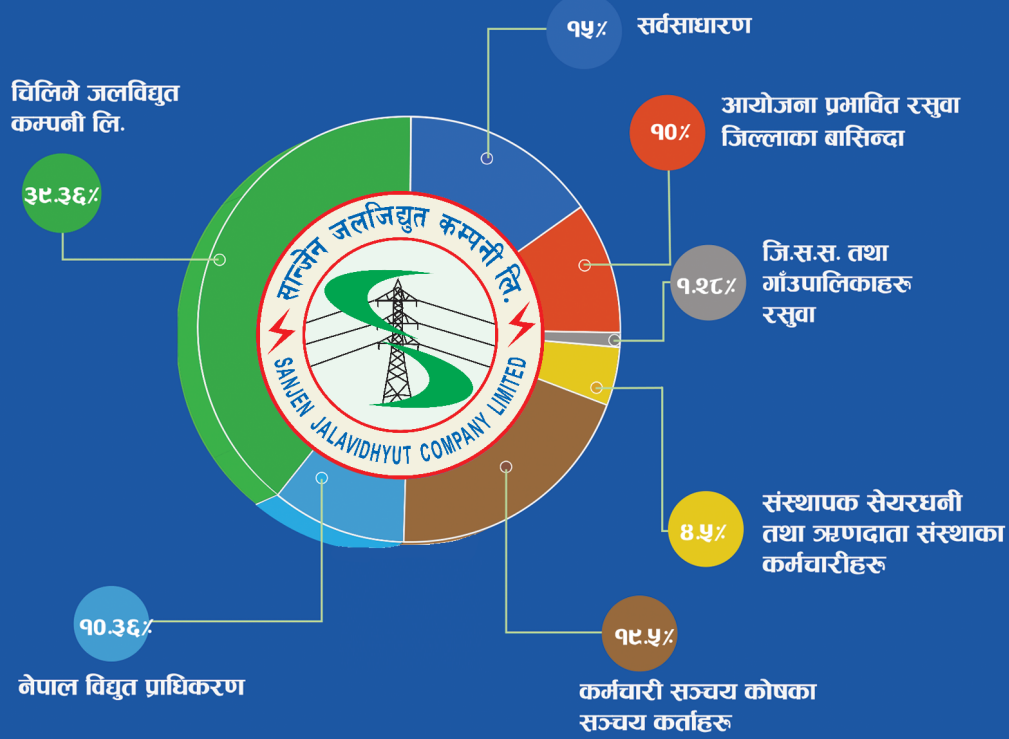 १५%
सर्वसाधारण
चिलिमे जलविद्युत
कम्पनी लि.
३९.३६%
१०%
आयोजना प्रभावित रसुवा
जिल्लाका बासिन्दा
सान्जेन जलजिद्युत कम्पनी लि.
SANJEN JALAVIDHYUT COMPANY LIMITED
१.२८%
जि.स.स. तथा
गाँउपालिकाहरू
रसुवा
४.५%
संस्थापक सेयरधनी
तथा ऋणदाता संस्थाका
कर्मचारीहरू
१०.३६%
नेपाल विद्युत प्राधिकरण
१९.५%
कर्मचारी सञ्चय कोषका
सञ्चय कर्ताहरू